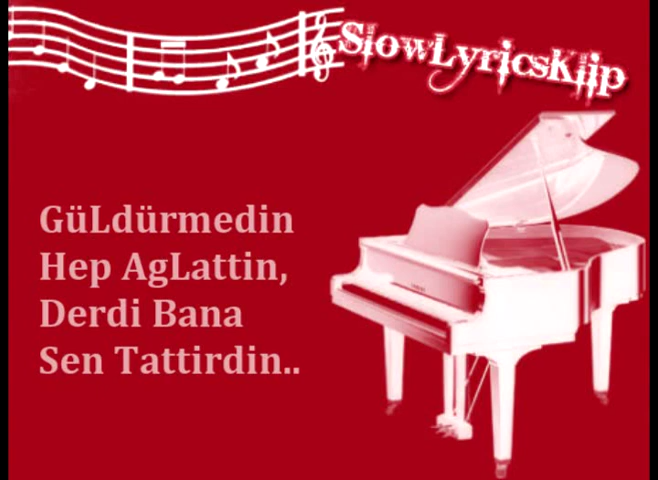 SlowLyricsKlip
GüLdürmedin
Hep AgLattin,
Derdi Bana
Sen Tattirdin..